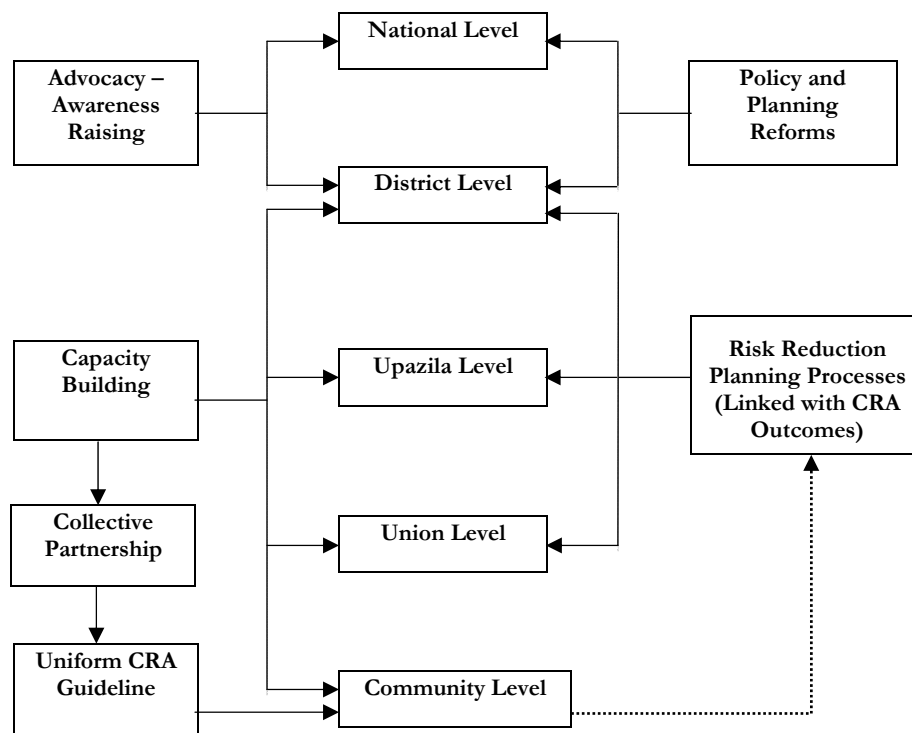 National Level
Advocacy –
Awareness
Raising
Policy and
Planning
Reforms
District Level
Capacity
Building
Upazila Level
Risk Reduction
Planning Processes
(Linked with CRA
Outcomes)
Collective
Partnership
Union Level
Uniform CRA
Guideline
Community Level